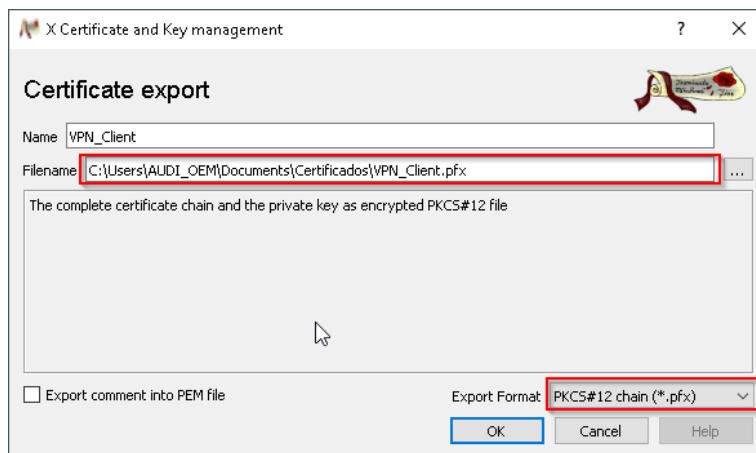 X Certificate and Key management
Certificate export
Name VPN_Client
Filename C:\Users\AUDI_OEM\Documents\Certificados\VPN_Client.pfx ...
The complete certificate chain and the private key as encrypted PKCS#12 file
Export comment into PEM file Export Format PKCS#12 chain (*.pfx)
OK Cancel Help